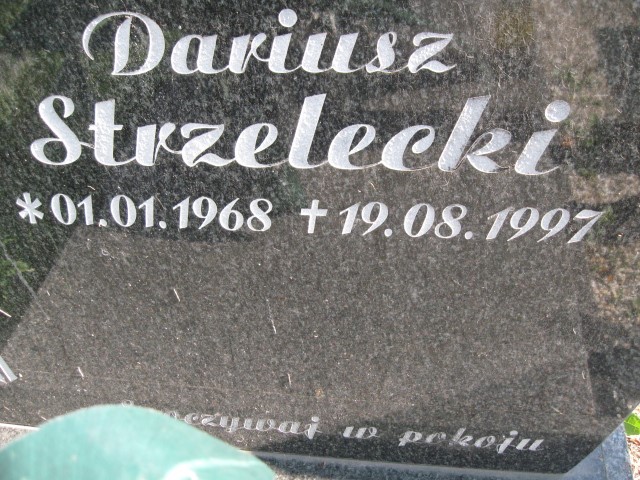 Dariusz
Strzelecki
*01.01.1968 †19.08.1997
w pokoju